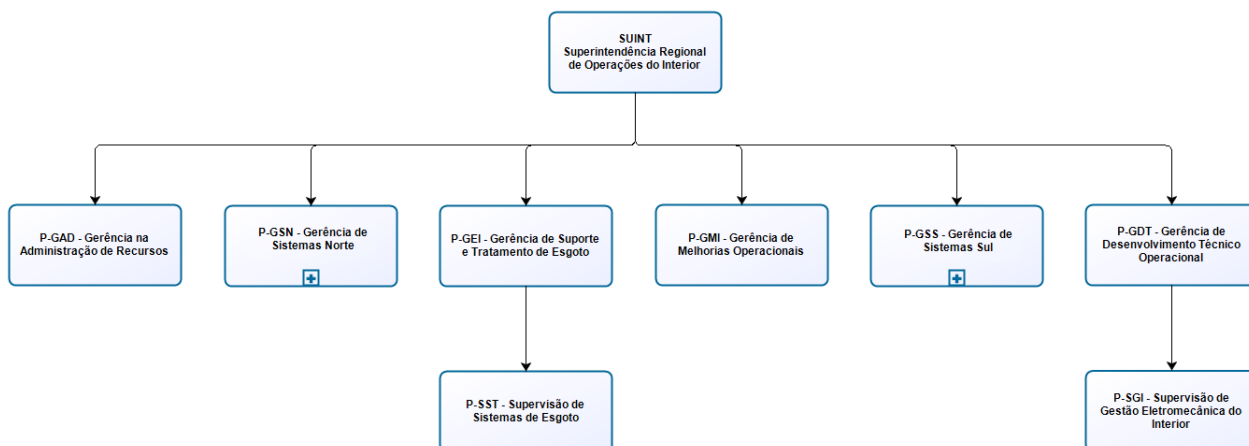 SUINT
Superintendência Regional
de Operações do Interior
P-GAD - Gerência na
Administração de Recursos
P-GSN - Gerência de
Sistemas Norte
P-GEI - Gerência de Suporte
e Tratamento de Esgoto
P-GMI - Gerência de
Melhorias Operacionais
P-GSS - Gerência de
Sistemas Sul
P-GDT - Gerência de
Desenvolvimento Técnico
Operacional
P-SST - Supervisão de
Sistemas de Esgoto
P-SGI - Supervisão de
Gestão Eletromecânica do
Interior